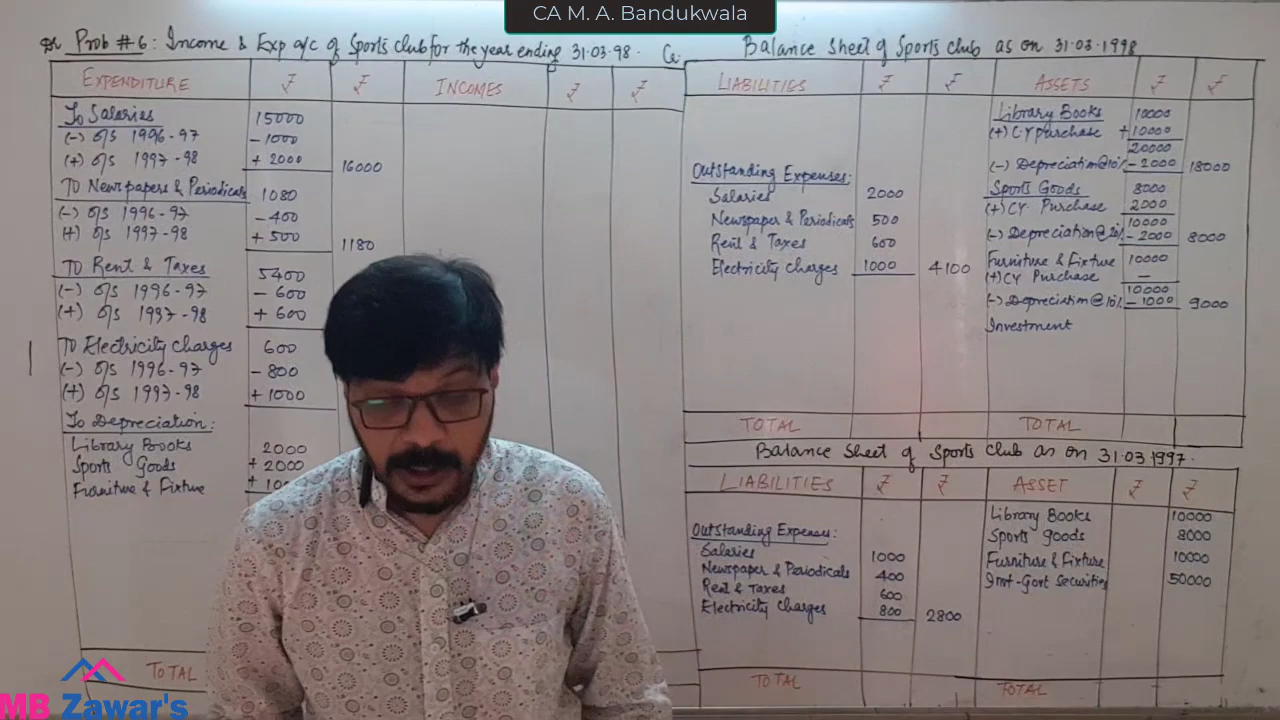 CA M. A. Bandukwala
Dr Prob # 6: Income & Exp a/c of Sports club for the year ending 31.03.98. Cr.
EXPENDITURE ₹ ₹ INCOMES ₹ ₹
To Salaries 15000
(-) o/s 1996-97 - 1000
(+) o/s 1997-98 + 2000 16000
To Newspapers & Periodicals 1080
(-) o/s 1996-97 - 400
(+) o/s 1997-98 + 500 1180
To Rent & Taxes 5400
(-) o/s 1996-97 - 600
(+) o/s 1997-98 + 600
To Electricity Charges 600
(-) o/s 1996-97 - 800
(+) o/s 1997-98 + 1000
To Depreciation:
Library Books 2000
Sports Goods + 2000
Furniture & Fixture
TOTAL
Balance Sheet of Sports club as on 31.03.1998
LIABILITIES ₹ ₹ ASSETS ₹ ₹
Library Books 10000
(+) C.Y purchase + 10000
20000
(-) Depreciation @ 10% - 2000 18000
Outstanding Expenses:
Salaries 2000
Newspaper & Periodicals 500
Rent & Taxes 600
Electricity Charges 1000 4100
Sports Goods 8000
(+) CY Purchase 2000
10000
(-) Depreciation @ 20% - 2000 8000
Furniture & Fixture 10000
(+) CY Purchase -
10000
(-) Depreciation @ 10% - 1000 9000
Investment
TOTAL TOTAL
Balance Sheet of Sports club as on 31.03.1997.
LIABILITIES ₹ ₹ ASSET ₹ ₹
Outstanding Expenses:
Salaries 1000
Newspaper & Periodicals 400
Rent & Taxes 600
Electricity Charges 800 2800
Library Books 10000
Sports Goods 8000
Furniture & Fixture 10000
Inv-Govt Securities 50000
TOTAL TOTAL
MB Zawar's